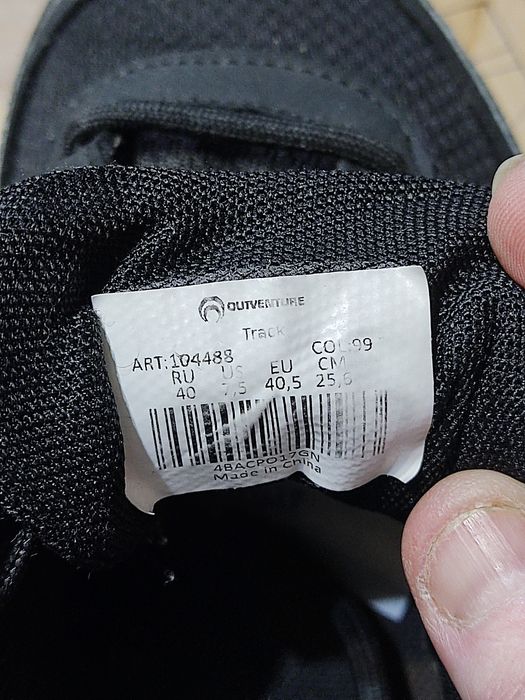 OUTVENTURE
Track
ART:104488 COL:99
RU US EU CM
40 7,5 40,5 25,6
4BACPO17GN
Made in China